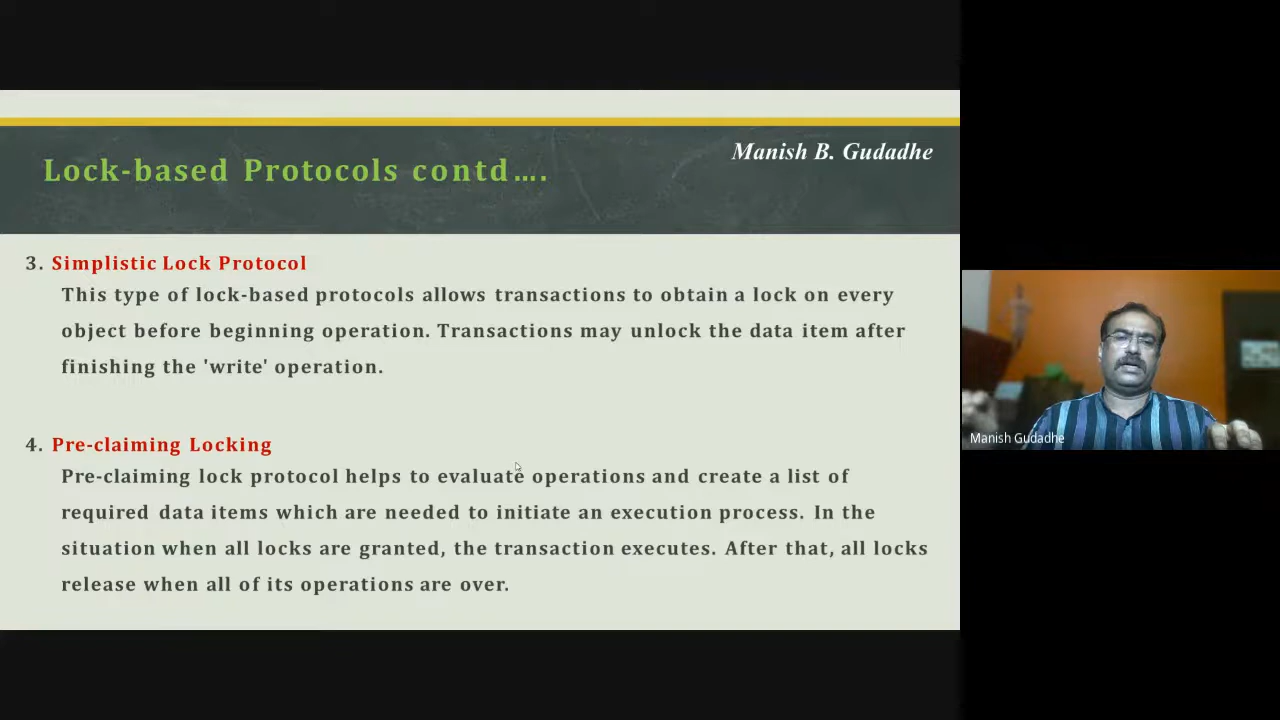 Manish B. Gudadhe
Lock-based Protocols contd....
3. Simplistic Lock Protocol
This type of lock-based protocols allows transactions to obtain a lock on every
object before beginning operation. Transactions may unlock the data item after
finishing the 'write' operation.
4. Pre-claiming Locking
Pre-claiming lock protocol helps to evaluate operations and create a list of
required data items which are needed to initiate an execution process. In the
situation when all locks are granted, the transaction executes. After that, all locks
release when all of its operations are over.
Manish Gudadhe